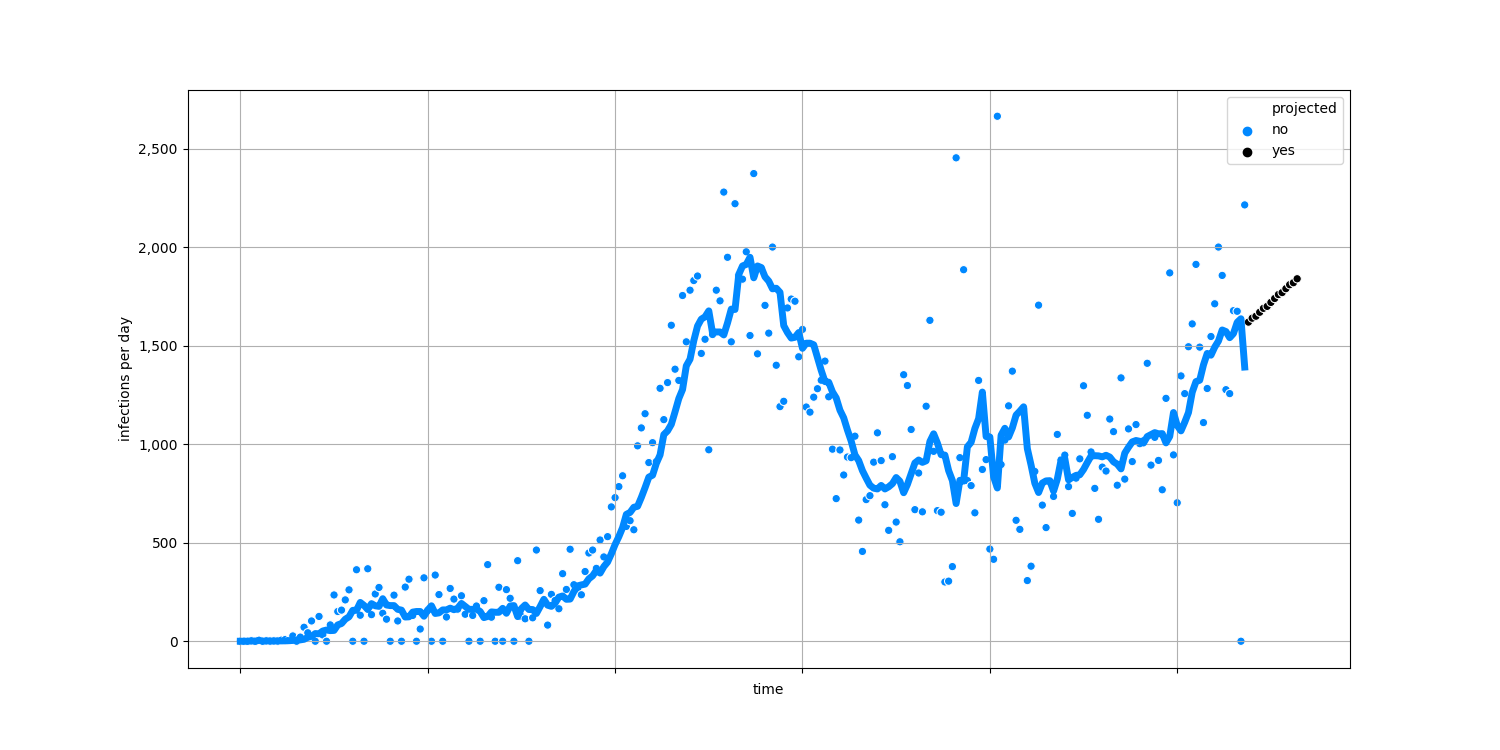 projected
no
yes
2,500
2,000
1,500
1,000
500
0
infections per day
time